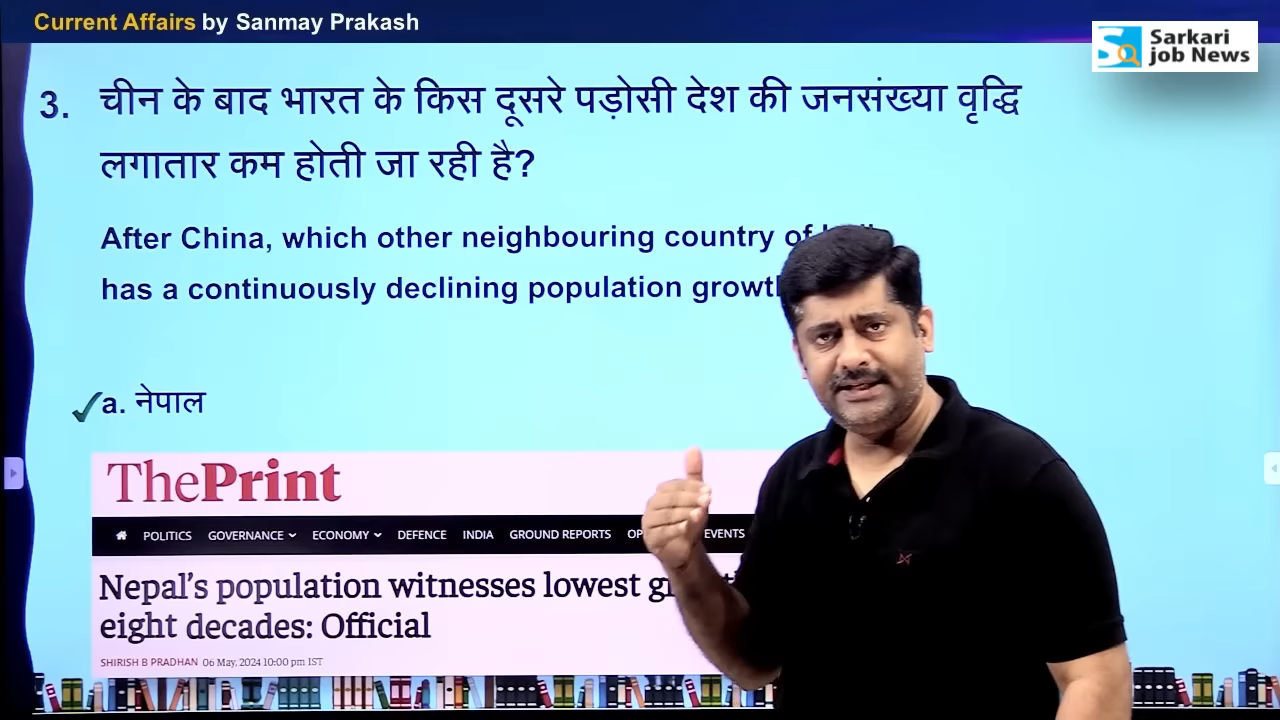 Current Affairs by Sanmay Prakash
Sarkari
job News
3. चीन के बाद भारत के किस दूसरे पड़ोसी देश की जनसंख्या वृद्धि
लगातार कम होती जा रही है?
After China, which other neighbouring country of
has a continuously declining population
a. नेपाल
ThePrint
POLITICS GOVERNANCE ECONOMY DEFENCE INDIA GROUND REPORTS EVENTS
Nepal's population witnesses lowest
eight decades: Official
SHIRISH B PRADHAN 06 May, 2024 10:00 pm IST